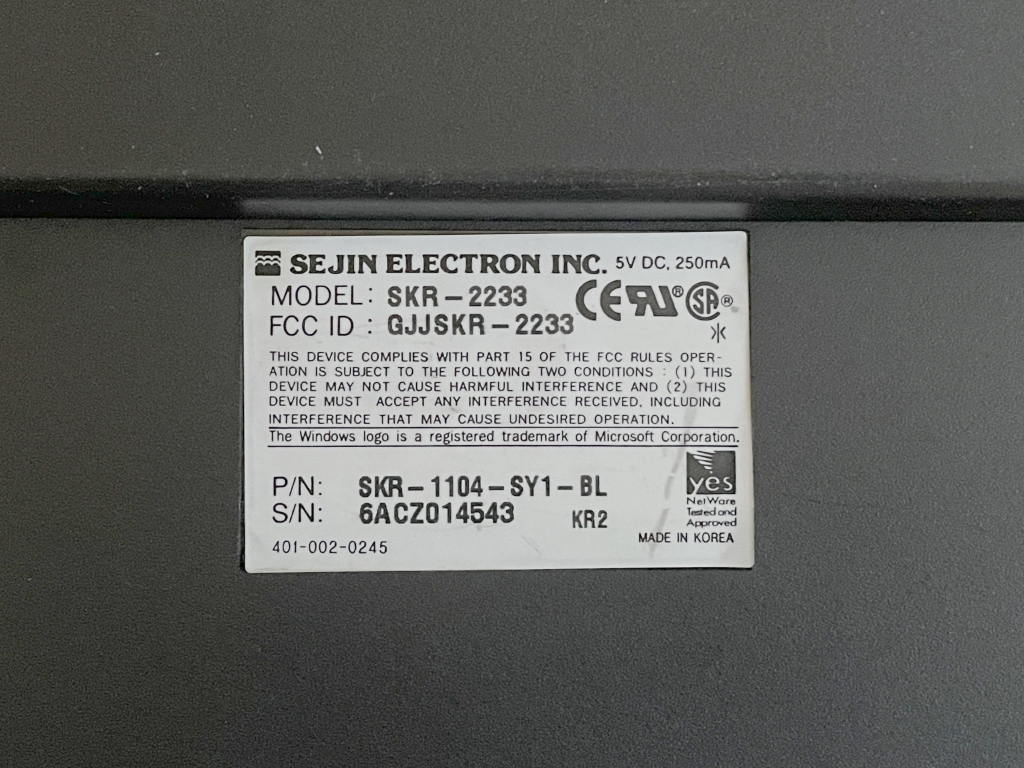 SEJIN ELECTRON INC. 5V DC, 250mA
MODEL: SKR-2233
FCC ID : GJJSKR-2233
CE RU® SA®
THIS DEVICE COMPLIES WITH PART 15 OF THE FCC RULES OPER-
ATION IS SUBJECT TO THE FOLLOWING TWO CONDITIONS : (1) THIS
DEVICE MAY NOT CAUSE HARMFUL INTERFERENCE AND (2) THIS
DEVICE MUST ACCEPT ANY INTERFERENCE RECEIVED, INCLUDING
INTERFERENCE THAT MAY CAUSE UNDESIRED OPERATION.
The Windows logo is a registered trademark of Microsoft Corporation.
P/N: SKR-1104-SY1-BL
S/N: 6ACZ014543 KR2
401-002-0245
yes
NetWare
Tested and
Approved
MADE IN KOREA